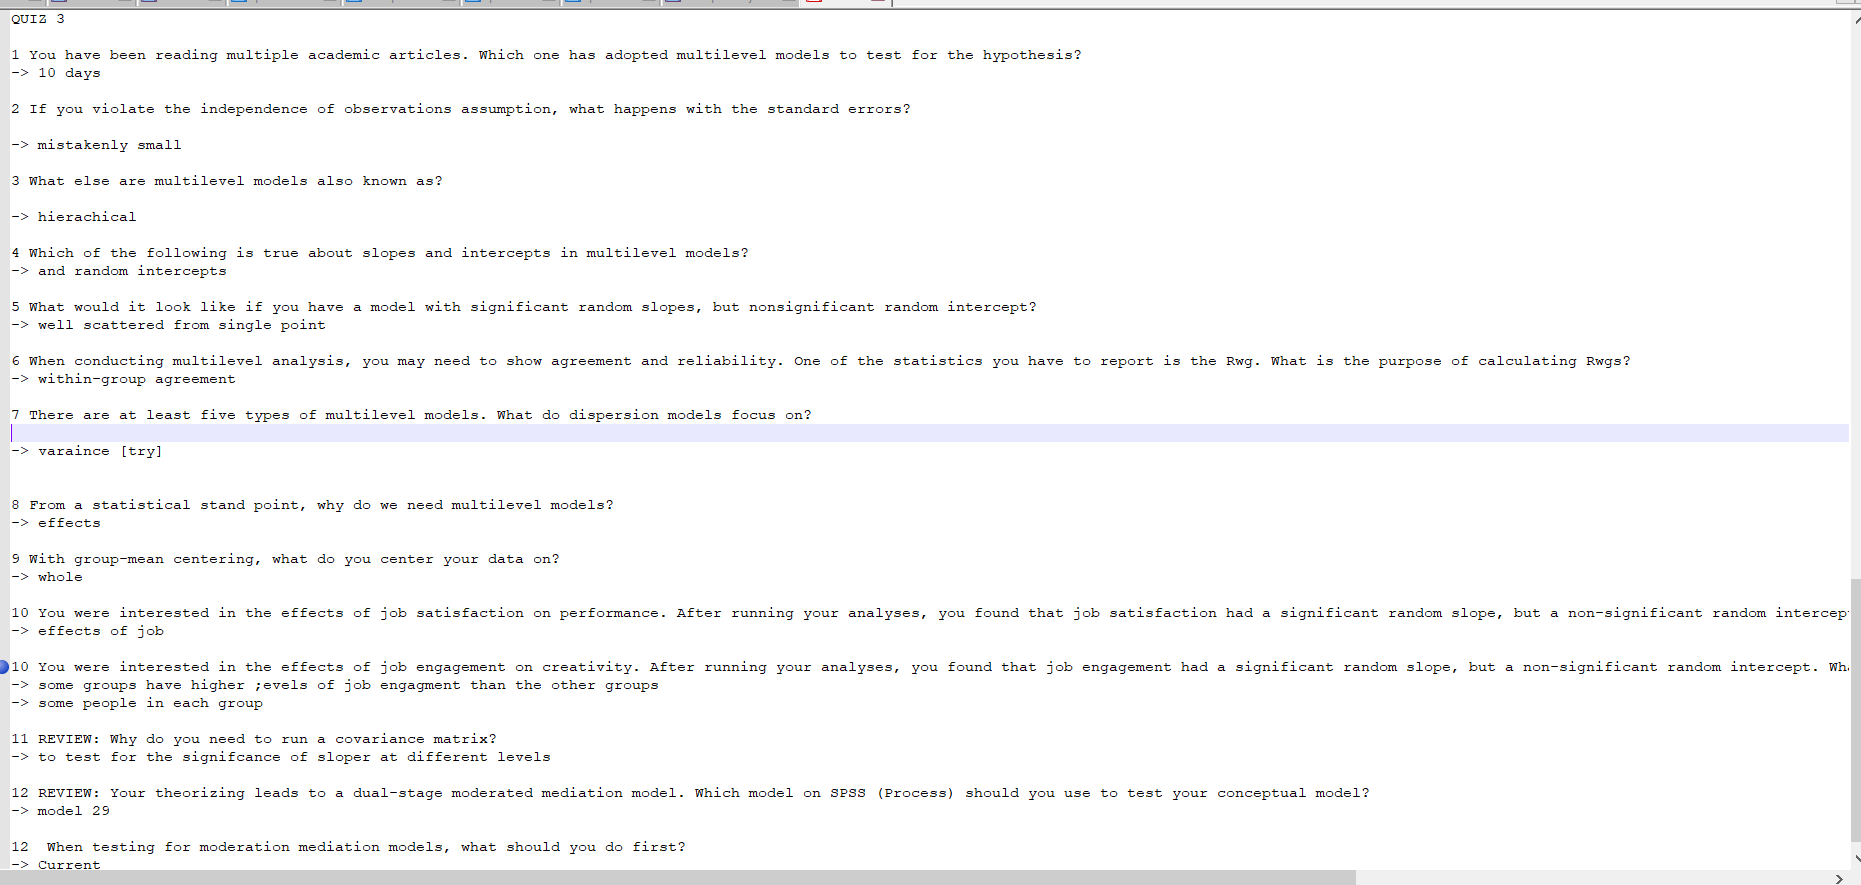 QUIZ 3
1 You have been reading multiple academic articles. Which one has adopted multilevel models to test for the hypothesis?
-> 10 days
2 If you violate the independence of observations assumption, what happens with the standard errors?
-> mistakenly small
3 What else are multilevel models also known as?
-> hierachical
4 Which of the following is true about slopes and intercepts in multilevel models?
-> and random intercepts
5 What would it look like if you have a model with significant random slopes, but nonsignificant random intercept?
-> well scattered from single point
6 When conducting multilevel analysis, you may need to show agreement and reliability. One of the statistics you have to report is the Rwg. What is the purpose of calculating Rwgs?
-> within-group agreement
7 There are at least five types of multilevel models. What do dispersion models focus on?
-> varaince [try]
8 From a statistical stand point, why do we need multilevel models?
-> effects
9 With group-mean centering, what do you center your data on?
-> whole
10 You were interested in the effects of job satisfaction on performance. After running your analyses, you found that job satisfaction had a significant random slope, but a non-significant random intercep
-> effects of job
10 You were interested in the effects of job engagement on creativity. After running your analyses, you found that job engagement had a significant random slope, but a non-significant random intercept. Wh
-> some groups have higher ;evels of job engagment than the other groups
-> some people in each group
11 REVIEW: Why do you need to run a covariance matrix?
-> to test for the signifcance of sloper at different levels
12 REVIEW: Your theorizing leads to a dual-stage moderated mediation model. Which model on SPSS (Process) should you use to test your conceptual model?
-> model 29
12  When testing for moderation mediation models, what should you do first?
-> Current